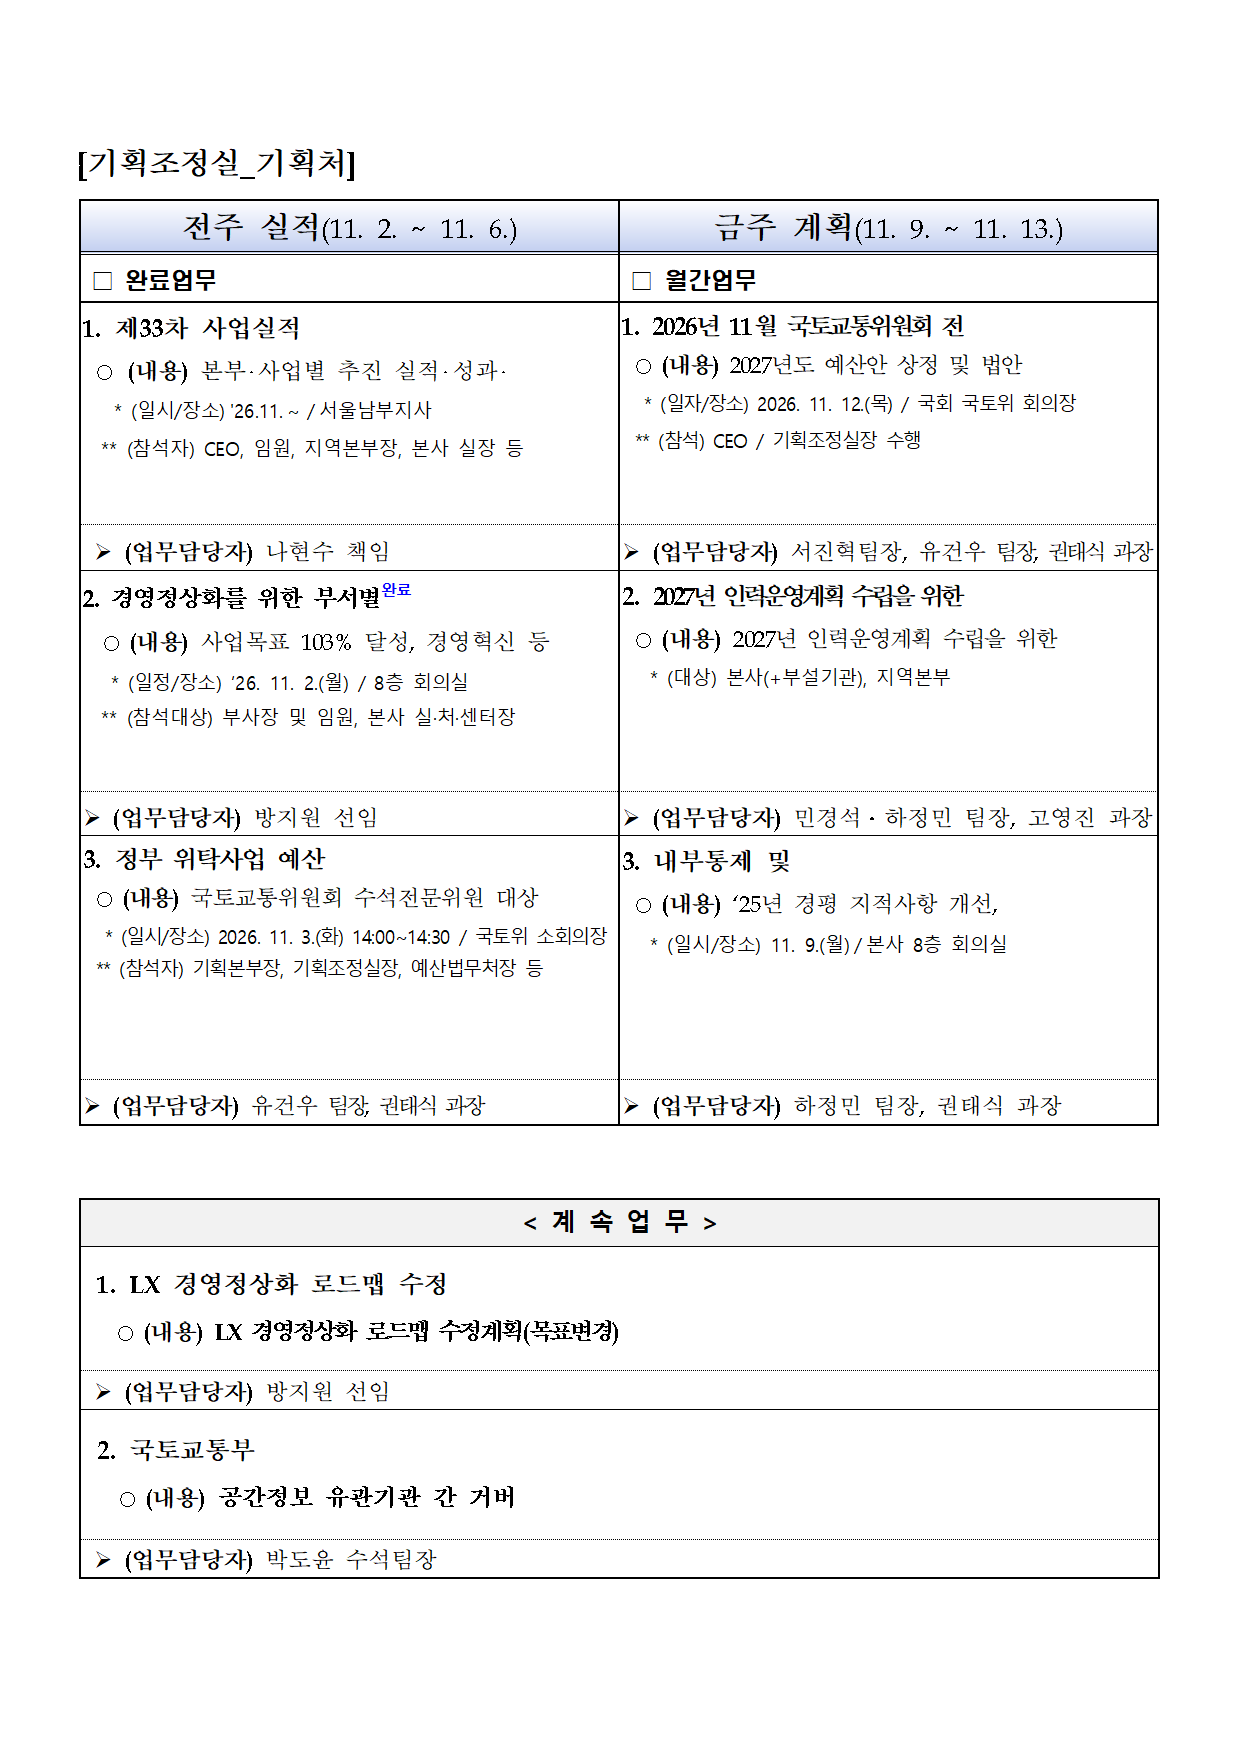 [기획조정실_기획처]
전주 실적(11. 2. ~ 11. 6.)
금주 계획(11. 9. ~ 11. 13.)
□ 완료업무
□ 월간업무
1. 제33차 사업실적
○ (내용) 본부·사업별 추진 실적·성과·
* (일시/장소) '26.11. ~ / 서울남부지사
** (참석자) CEO, 임원, 지역본부장, 본사 실장 등
➢ (업무담당자) 나현수 책임
1. 2026년 11월 국토교통위원회 전
○ (내용) 2027년도 예산안 상정 및 법안
* (일자/장소) 2026. 11. 12.(목) / 국회 국토위 회의장
** (참석) CEO / 기획조정실장 수행
➢ (업무담당자) 서진혁팀장, 유건우 팀장, 권태식 과장
2. 경영정상화를 위한 부서별완료
○ (내용) 사업목표 103% 달성, 경영혁신 등
* (일정/장소) ‘26. 11. 2.(월) / 8층 회의실
** (참석대상) 부사장 및 임원, 본사 실·처·센터장
➢ (업무담당자) 방지원 선임
2. 2027년 인력운영계획 수립을 위한
○ (내용) 2027년 인력운영계획 수립을 위한
* (대상) 본사(+부설기관), 지역본부
➢ (업무담당자) 민경석·하정민 팀장, 고영진 과장
3. 정부 위탁사업 예산
○ (내용) 국토교통위원회 수석전문위원 대상
* (일시/장소) 2026. 11. 3.(화) 14:00~14:30 / 국토위 소회의장
** (참석자) 기획본부장, 기획조정실장, 예산법무처장 등
➢ (업무담당자) 유건우 팀장, 권태식 과장
3. 내부통제 및
○ (내용) ‘25년 경평 지적사항 개선,
* (일시/장소) 11. 9.(월) / 본사 8층 회의실
➢ (업무담당자) 하정민 팀장, 권태식 과장
< 계 속 업 무 >
1. LX 경영정상화 로드맵 수정
○ (내용) LX 경영정상화 로드맵 수정계획(목표변경)
➢ (업무담당자) 방지원 선임
2. 국토교통부
○ (내용) 공간정보 유관기관 간 거버
➢ (업무담당자) 박도윤 수석팀장